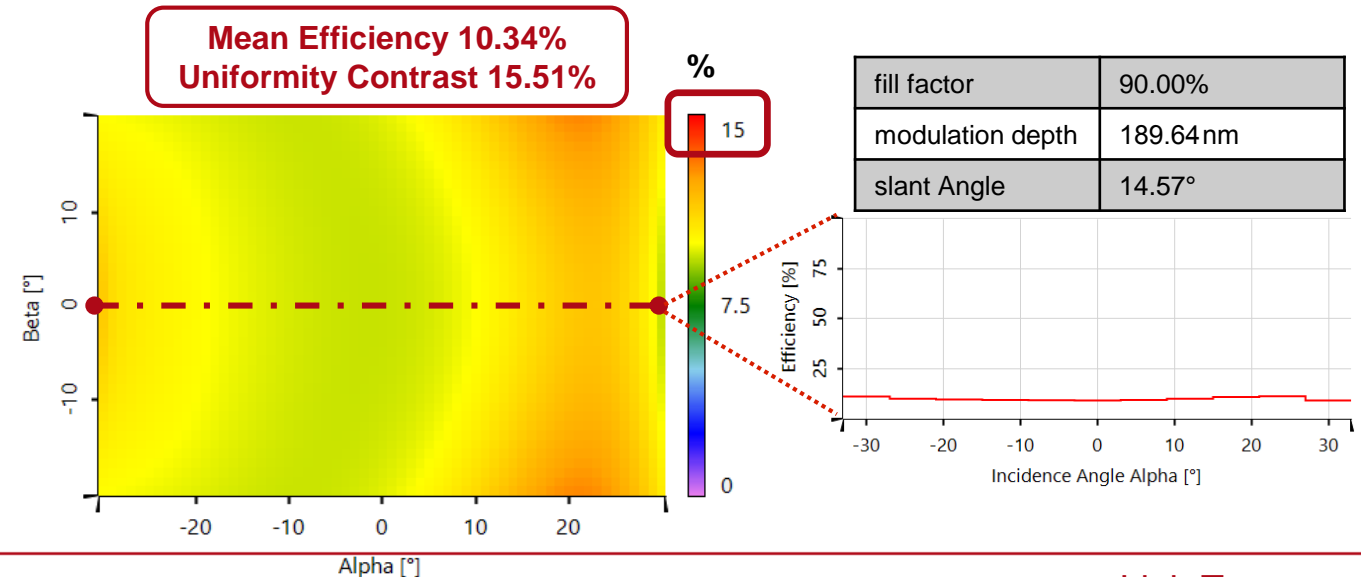 Mean Efficiency 10.34%
Uniformity Contrast 15.51%
%
15
7.5
0
Beta [°]
10
0
-10
-20
-10
0
10
20
Alpha [°]
fill factor 90.00%
modulation depth 189.64nm
slant Angle 14.57°
Efficiency [%]
75
50
25
-30
-20
-10
0
10
20
30
Incidence Angle Alpha [°]